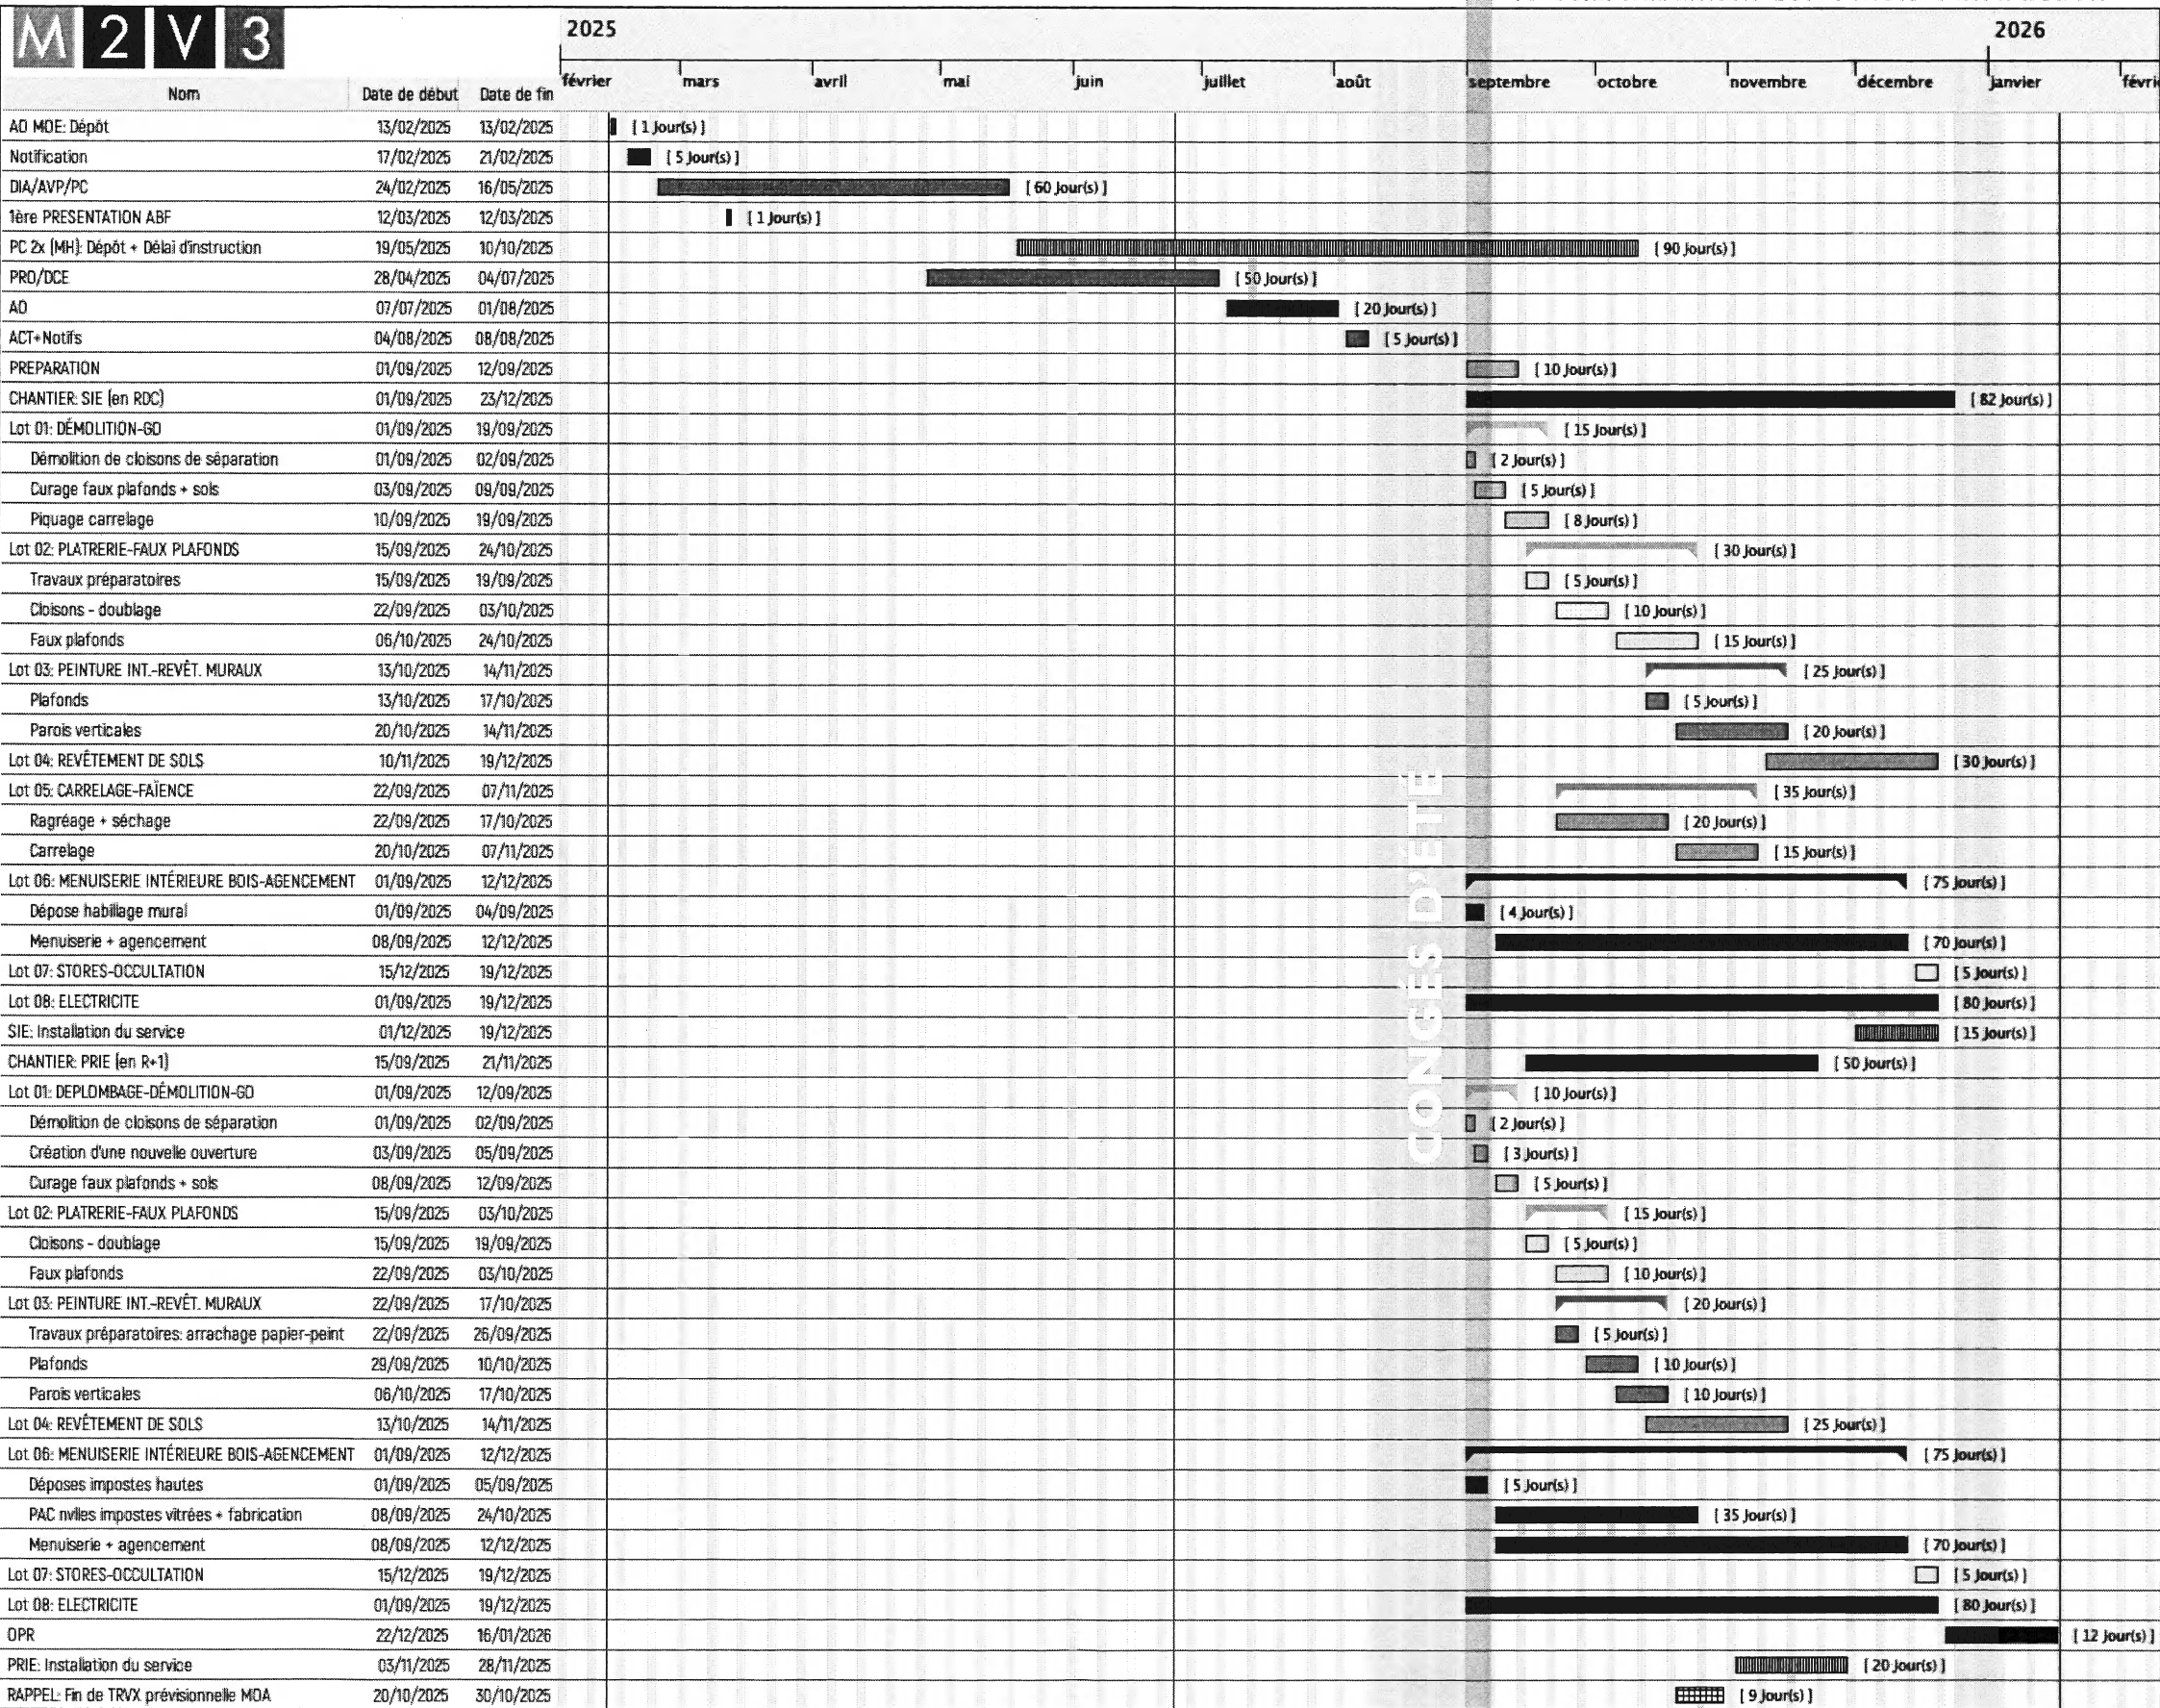 M 2 V 3
2025 2026
février mars avril mai juin juillet août septembre octobre novembre décembre janvier
Nom Date de début Date de fin
AO MOE: Dépôt 13/02/2025 13/02/2025 [ 1 Jour(s) ]
Notification 17/02/2025 21/02/2025 [ 5 Jour(s) ]
DIA/AVP/PC 24/02/2025 16/05/2025 [ 60 Jour(s) ]
1ère PRESENTATION ABF 12/03/2025 12/03/2025 [ 1 Jour(s) ]
PC 2x (MH): Dépôt + Délai d'instruction 19/05/2025 10/10/2025 [ 90 Jour(s) ]
PRO/DCE 28/04/2025 04/07/2025 [ 50 Jour(s) ]
AO 07/07/2025 01/08/2025 [ 20 Jour(s) ]
ACT+Notifs 04/08/2025 08/08/2025 [ 5 Jour(s) ]
PREPARATION 01/09/2025 12/09/2025 [ 10 Jour(s) ]
CHANTIER: SIE (en RDC) 01/09/2025 23/12/2025 [ 82 Jour(s) ]
Lot 01: DÉMOLITION-GO 01/09/2025 19/09/2025 [ 15 Jour(s) ]
Démolition de cloisons de séparation 01/09/2025 02/09/2025 [ 2 Jour(s) ]
Curage faux plafonds + sols 03/09/2025 09/09/2025 [ 5 Jour(s) ]
Piquage carrelage 10/09/2025 19/09/2025 [ 8 Jour(s) ]
Lot 02: PLATRERIE-FAUX PLAFONDS 15/09/2025 24/10/2025 [ 30 Jour(s) ]
Travaux préparatoires 15/09/2025 19/09/2025 [ 5 Jour(s) ]
Cloisons - doublage 22/09/2025 03/10/2025 [ 10 Jour(s) ]
Faux plafonds 06/10/2025 24/10/2025 [ 15 Jour(s) ]
Lot 03: PEINTURE INT.-REVÊT. MURAUX 13/10/2025 14/11/2025 [ 25 Jour(s) ]
Plafonds 13/10/2025 17/10/2025 [ 5 Jour(s) ]
Parois verticales 20/10/2025 14/11/2025 [ 20 Jour(s) ]
Lot 04: REVÊTEMENT DE SOLS 10/11/2025 19/12/2025 [ 30 Jour(s) ]
Lot 05: CARRELAGE-FAÏENCE 22/09/2025 07/11/2025 [ 35 Jour(s) ]
Ragréage + séchage 22/09/2025 17/10/2025 [ 20 Jour(s) ]
Carrelage 20/10/2025 07/11/2025 [ 15 Jour(s) ]
Lot 06: MENUISERIE INTÉRIEURE BOIS-AGENCEMENT 01/09/2025 12/12/2025 [ 75 Jour(s) ]
Dépose habillage mural 01/09/2025 04/09/2025 [ 4 Jour(s) ]
Menuiserie + agencement 08/09/2025 12/12/2025 [ 70 Jour(s) ]
Lot 07: STORES-OCCULTATION 15/12/2025 19/12/2025 [ 5 Jour(s) ]
Lot 08: ELECTRICITE 01/09/2025 19/12/2025 [ 80 Jour(s) ]
SIE: Installation du service 01/12/2025 19/12/2025 [ 15 Jour(s) ]
CHANTIER: PRIE (en R+1) 15/09/2025 21/11/2025 [ 50 Jour(s) ]
Lot 01: DEPLOMBAGE-DÉMOLITION-GO 01/09/2025 12/09/2025 [ 10 Jour(s) ]
Démolition de cloisons de séparation 01/09/2025 02/09/2025 [ 2 Jour(s) ]
Création d'une nouvelle ouverture 03/09/2025 05/09/2025 [ 3 Jour(s) ]
Curage faux plafonds + sols 08/09/2025 12/09/2025 [ 5 Jour(s) ]
Lot 02: PLATRERIE-FAUX PLAFONDS 15/09/2025 03/10/2025 [ 15 Jour(s) ]
Cloisons - doublage 15/09/2025 19/09/2025 [ 5 Jour(s) ]
Faux plafonds 22/09/2025 03/10/2025 [ 10 Jour(s) ]
Lot 03: PEINTURE INT.-REVÊT. MURAUX 22/09/2025 17/10/2025 [ 20 Jour(s) ]
Travaux préparatoires: arrachage papier-peint 22/09/2025 26/09/2025 [ 5 Jour(s) ]
Plafonds 29/09/2025 10/10/2025 [ 10 Jour(s) ]
Parois verticales 06/10/2025 17/10/2025 [ 10 Jour(s) ]
Lot 04: REVÊTEMENT DE SOLS 13/10/2025 14/11/2025 [ 25 Jour(s) ]
Lot 06: MENUISERIE INTÉRIEURE BOIS-AGENCEMENT 01/09/2025 12/12/2025 [ 75 Jour(s) ]
Déposes impostes hautes 01/09/2025 05/09/2025 [ 5 Jour(s) ]
PAC nvlles impostes vitrées + fabrication 08/09/2025 24/10/2025 [ 35 Jour(s) ]
Menuiserie + agencement 08/09/2025 12/12/2025 [ 70 Jour(s) ]
Lot 07: STORES-OCCULTATION 15/12/2025 19/12/2025 [ 5 Jour(s) ]
Lot 08: ELECTRICITE 01/09/2025 19/12/2025 [ 80 Jour(s) ]
OPR 22/12/2025 16/01/2026 [ 12 Jour(s) ]
PRIE: Installation du service 03/11/2025 28/11/2025 [ 20 Jour(s) ]
RAPPEL: Fin de TRVX prévisionnelle MOA 20/10/2025 30/10/2025 [ 9 Jour(s) ]
CONGÉS D'ÉTÉ